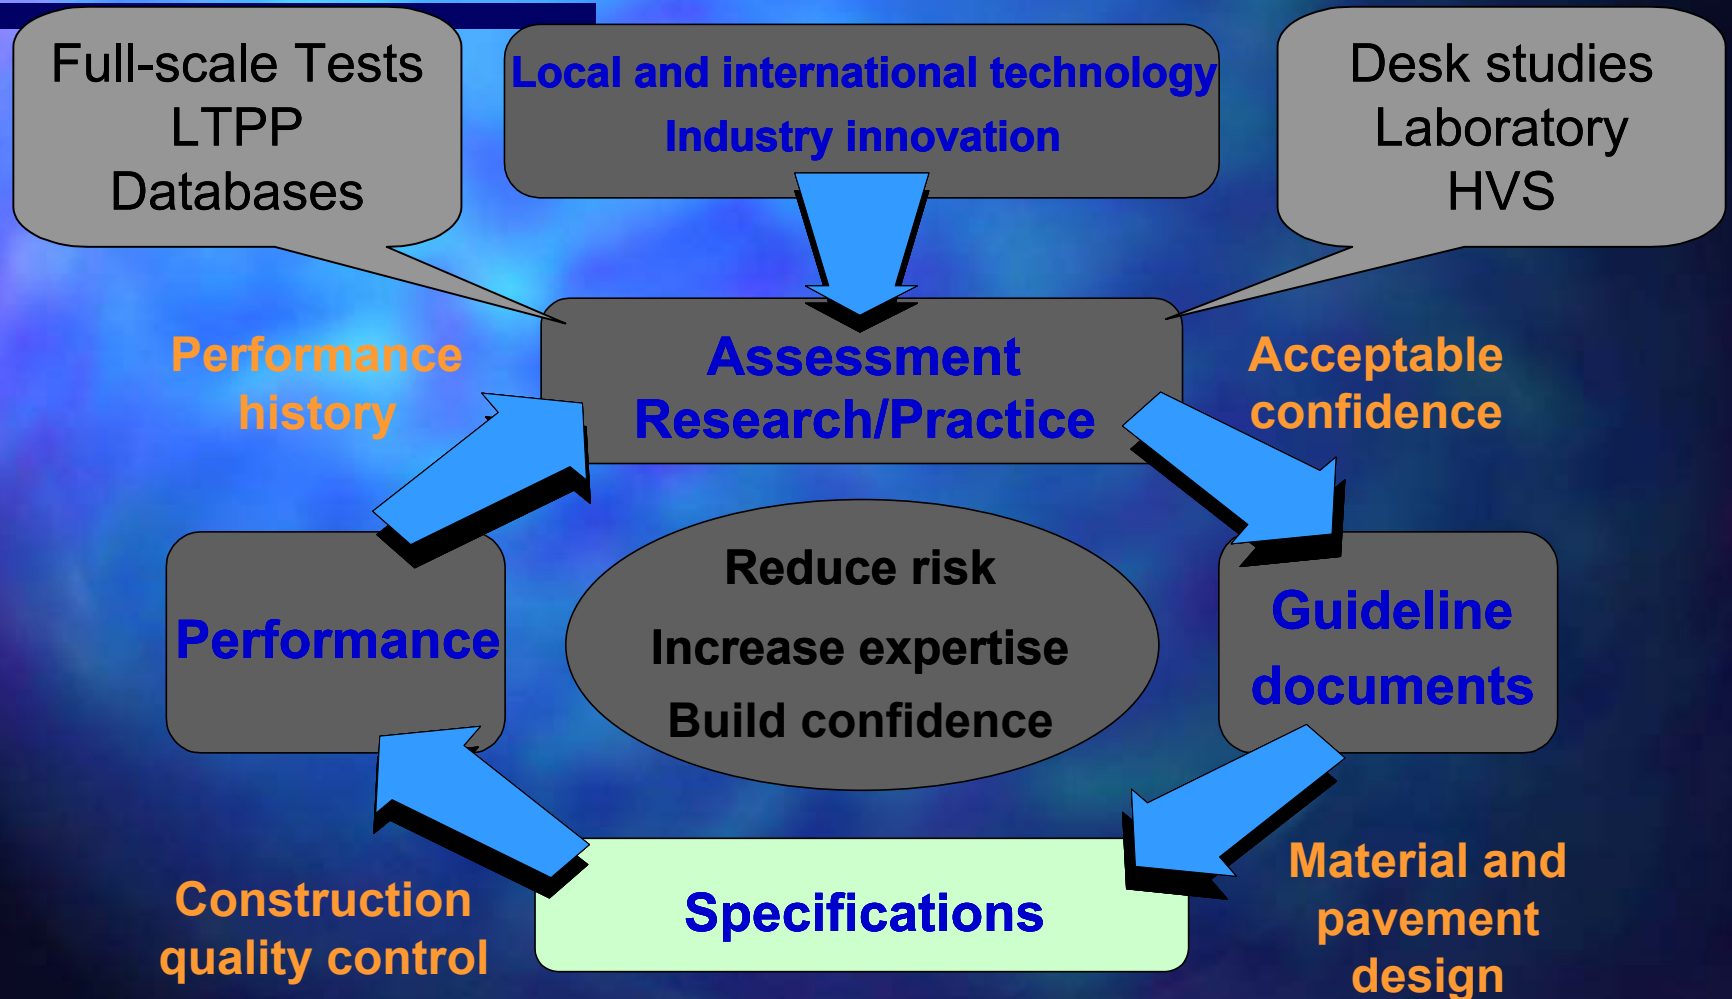 Full-scale Tests
LTPP
Databases
Local and international technology
Industry innovation
Desk studies
Laboratory
HVS
Performance
history
Assessment
Research/Practice
Acceptable
confidence
Performance
Reduce risk
Increase expertise
Build confidence
Guideline
documents
Construction
quality control
Specifications
Material and
pavement
design